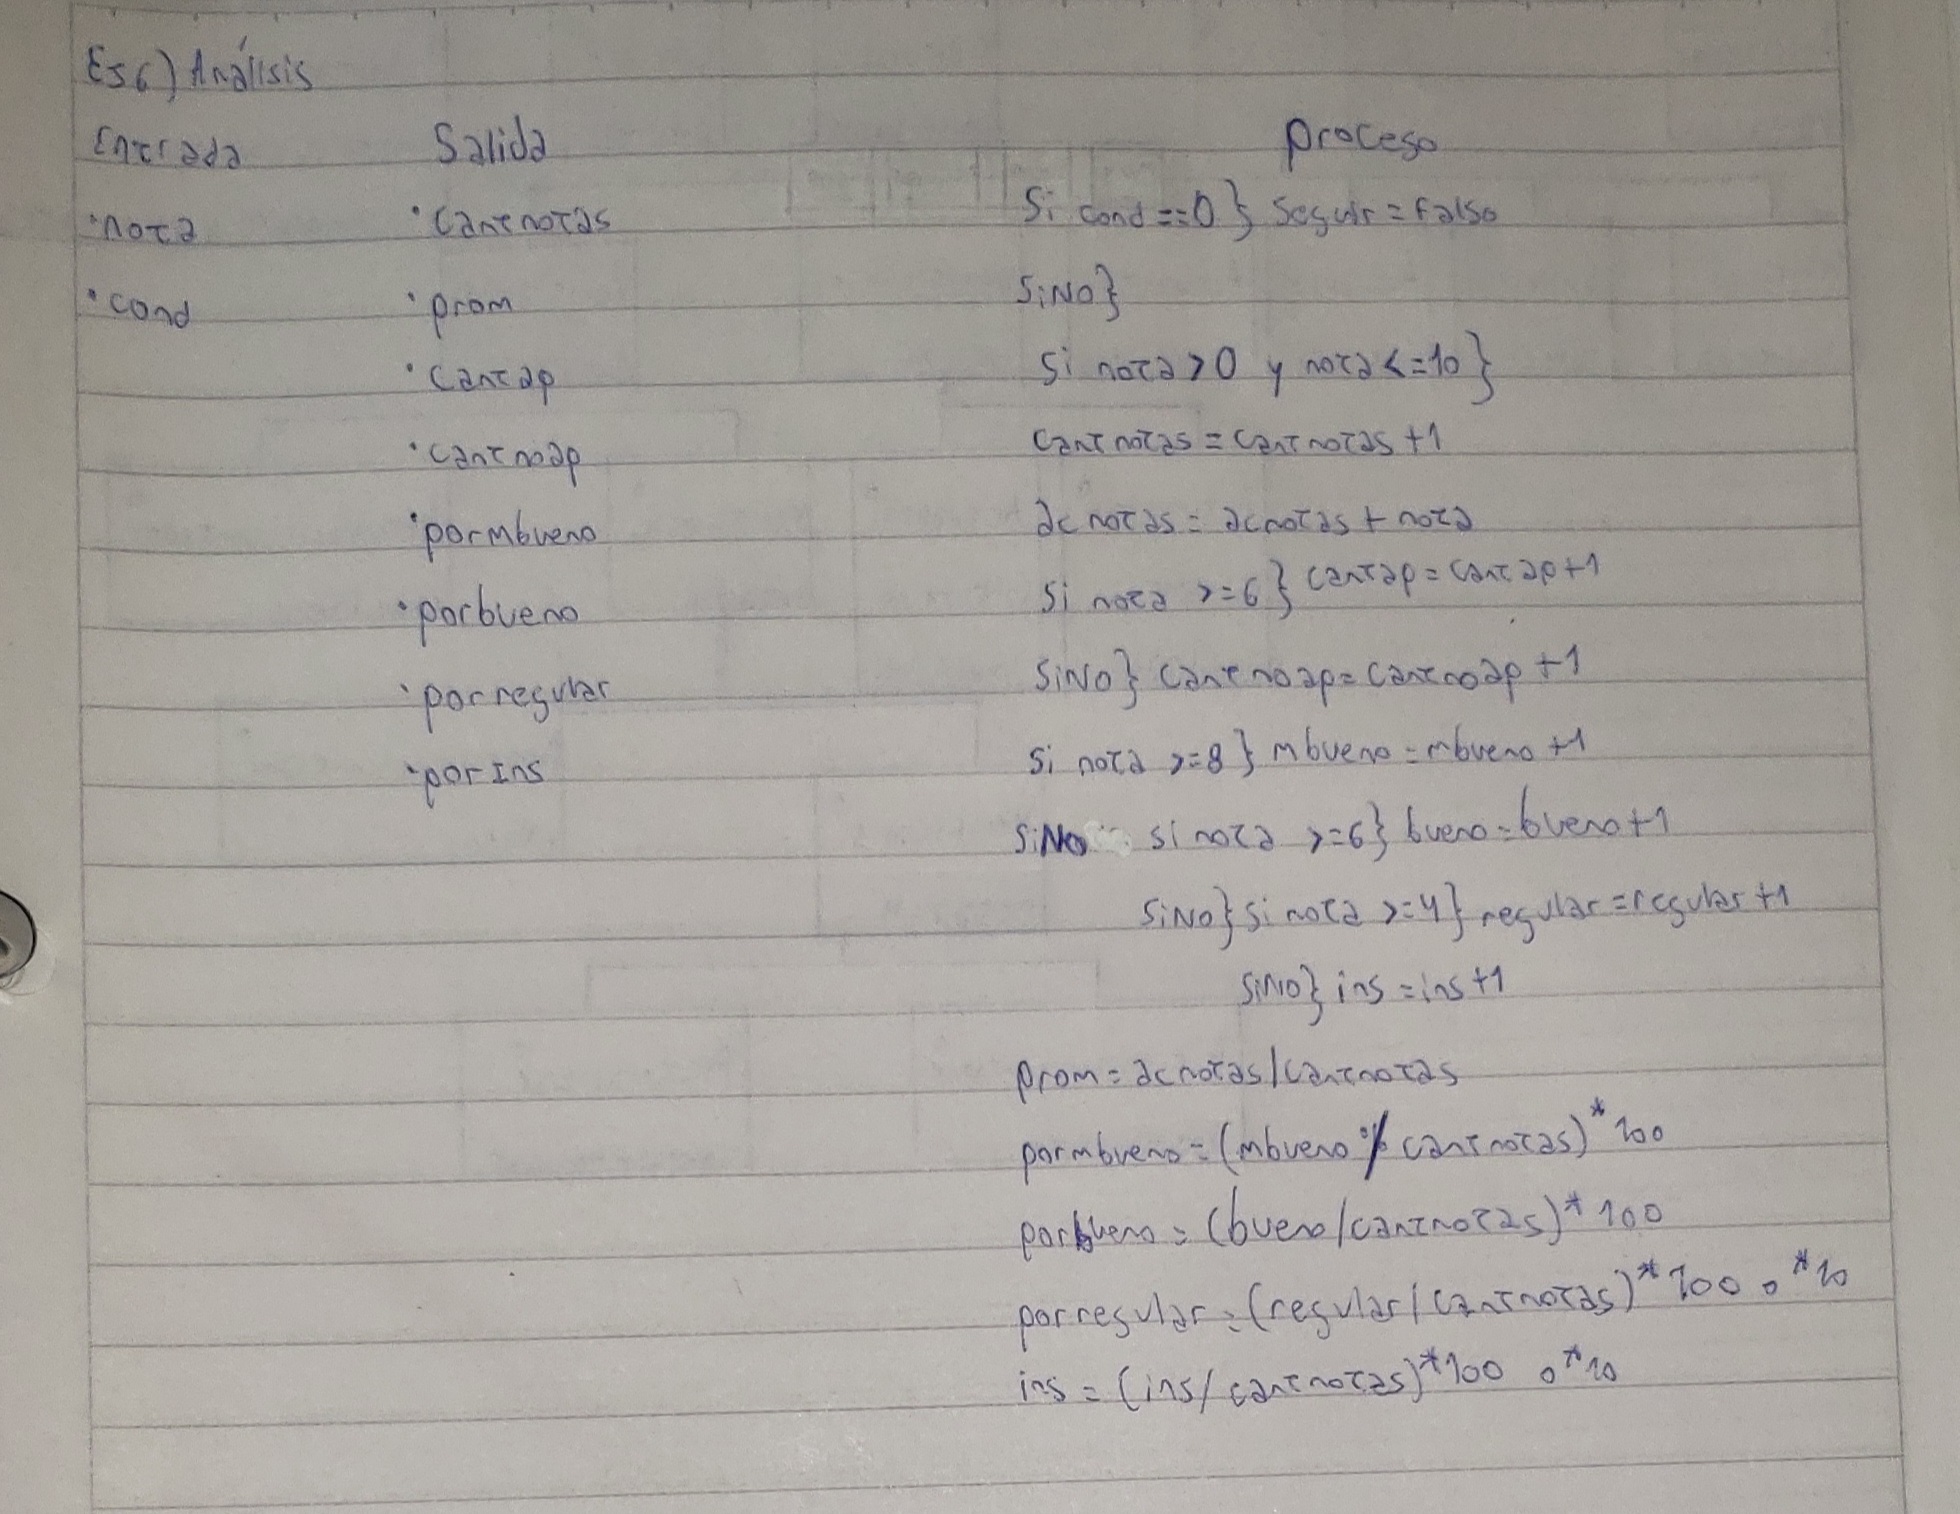 Ej 6) Análisis
Entrada Salida proceso
·nota ·cantnotas Si cond ==0} Seguir = falso
·cond ·prom SiNo}
·cantap Si nota >0 y nota <=10}
·cantnoap cantnotas = cantnotas +1
·pormbueno acnotas = acnotas + nota
·porbueno Si nota >=6} cantap = cantap+1
·porregular SiNo} cantnoap = cantnoap +1
·porIns Si nota >=8} mbueno = mbueno +1
SiNo si nota >=6} bueno = bueno+1
SiNo} si nota >=4} regular = regular +1
SiNo} ins = ins +1
prom = acnotas/cantnotas
pormbueno = (mbueno / cantnotas)*100
porbueno = (bueno/cantnotas)*100
porregular = (regular/cantnotas)*100 o *10
ins = (ins/cantnotas)*100 o *10